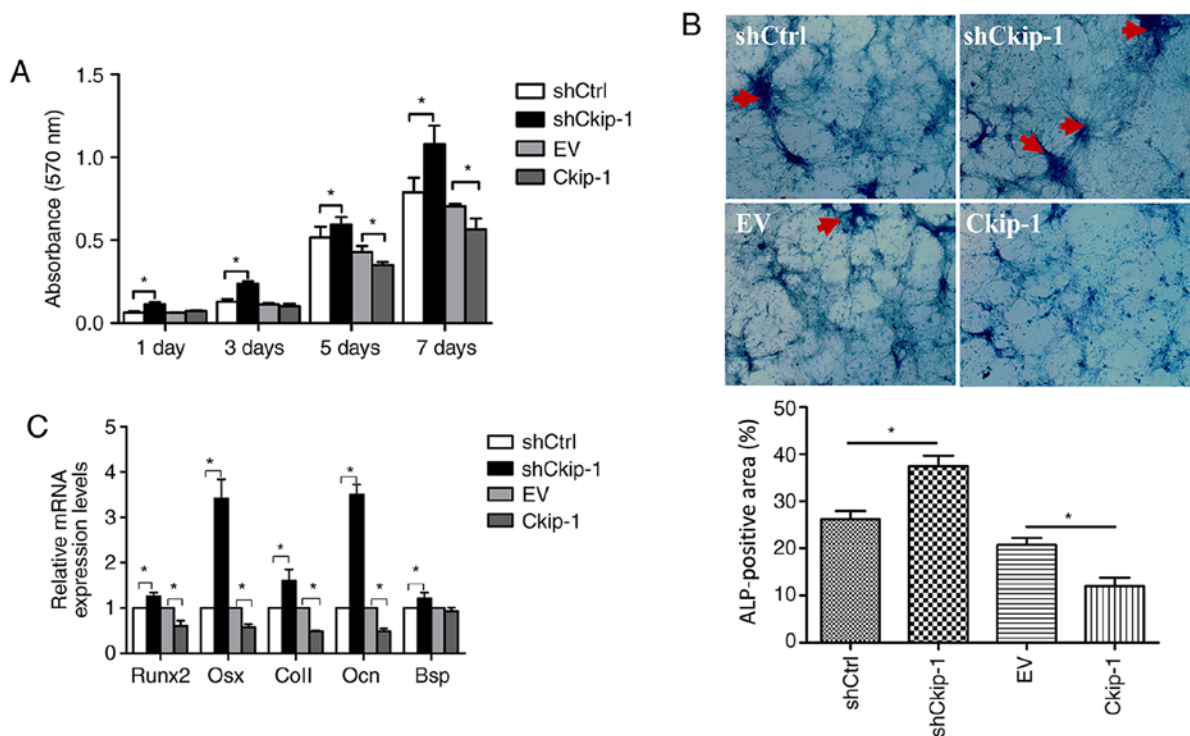 A
Absorbance (570 nm)
1.5
1.0
0.5
0.0
* * * * * *
1 day 3 days 5 days 7 days
shCtrl
shCkip-1
EV
Ckip-1
B
shCtrl shCkip-1
EV Ckip-1
ALP-positive area (%)
50
40
30
20
10
0
* *
shCtrl shCkip-1 EV Ckip-1
C
Relative mRNA
expression levels
5
4
3
2
1
0
* * * * * * * * *
Runx2 Osx ColI Ocn Bsp
shCtrl
shCkip-1
EV
Ckip-1